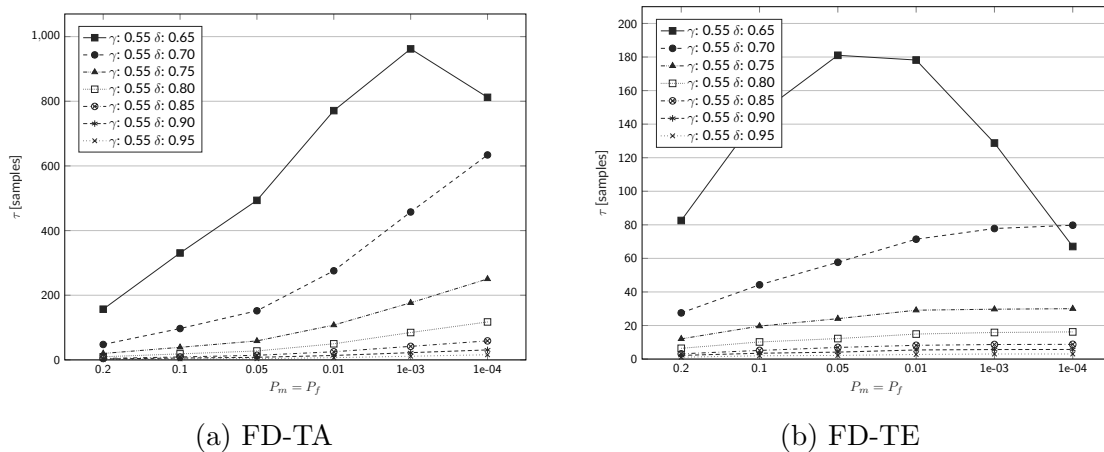 1,000
800
600
400
200
0
τ [samples]
γ: 0.55 δ: 0.65
γ: 0.55 δ: 0.70
γ: 0.55 δ: 0.75
γ: 0.55 δ: 0.80
γ: 0.55 δ: 0.85
γ: 0.55 δ: 0.90
γ: 0.55 δ: 0.95
0.2 0.1 0.05 0.01 1e-03 1e-04
P_m = P_f
(a) FD-TA
200
180
160
140
120
100
80
60
40
20
0
τ [samples]
γ: 0.55 δ: 0.65
γ: 0.55 δ: 0.70
γ: 0.55 δ: 0.75
γ: 0.55 δ: 0.80
γ: 0.55 δ: 0.85
γ: 0.55 δ: 0.90
γ: 0.55 δ: 0.95
0.2 0.1 0.05 0.01 1e-03 1e-04
P_m = P_f
(b) FD-TE